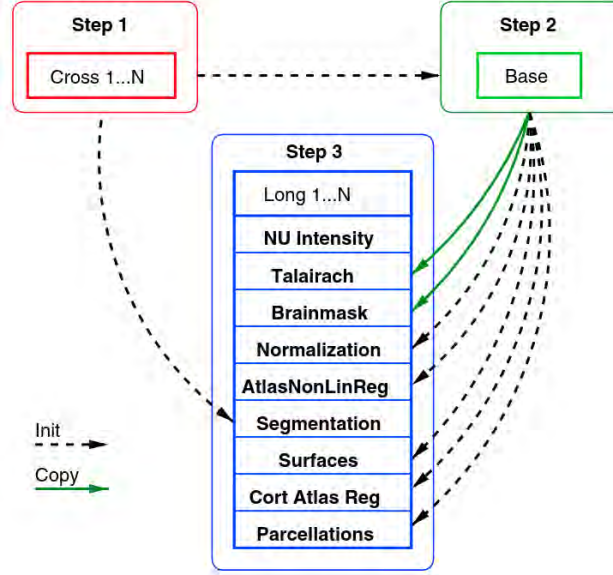 Step 1
Cross 1...N
Step 2
Base
Step 3
Long 1...N
NU Intensity
Talairach
Brainmask
Normalization
AtlasNonLinReg
Segmentation
Surfaces
Cort Atlas Reg
Parcellations
Init
Copy